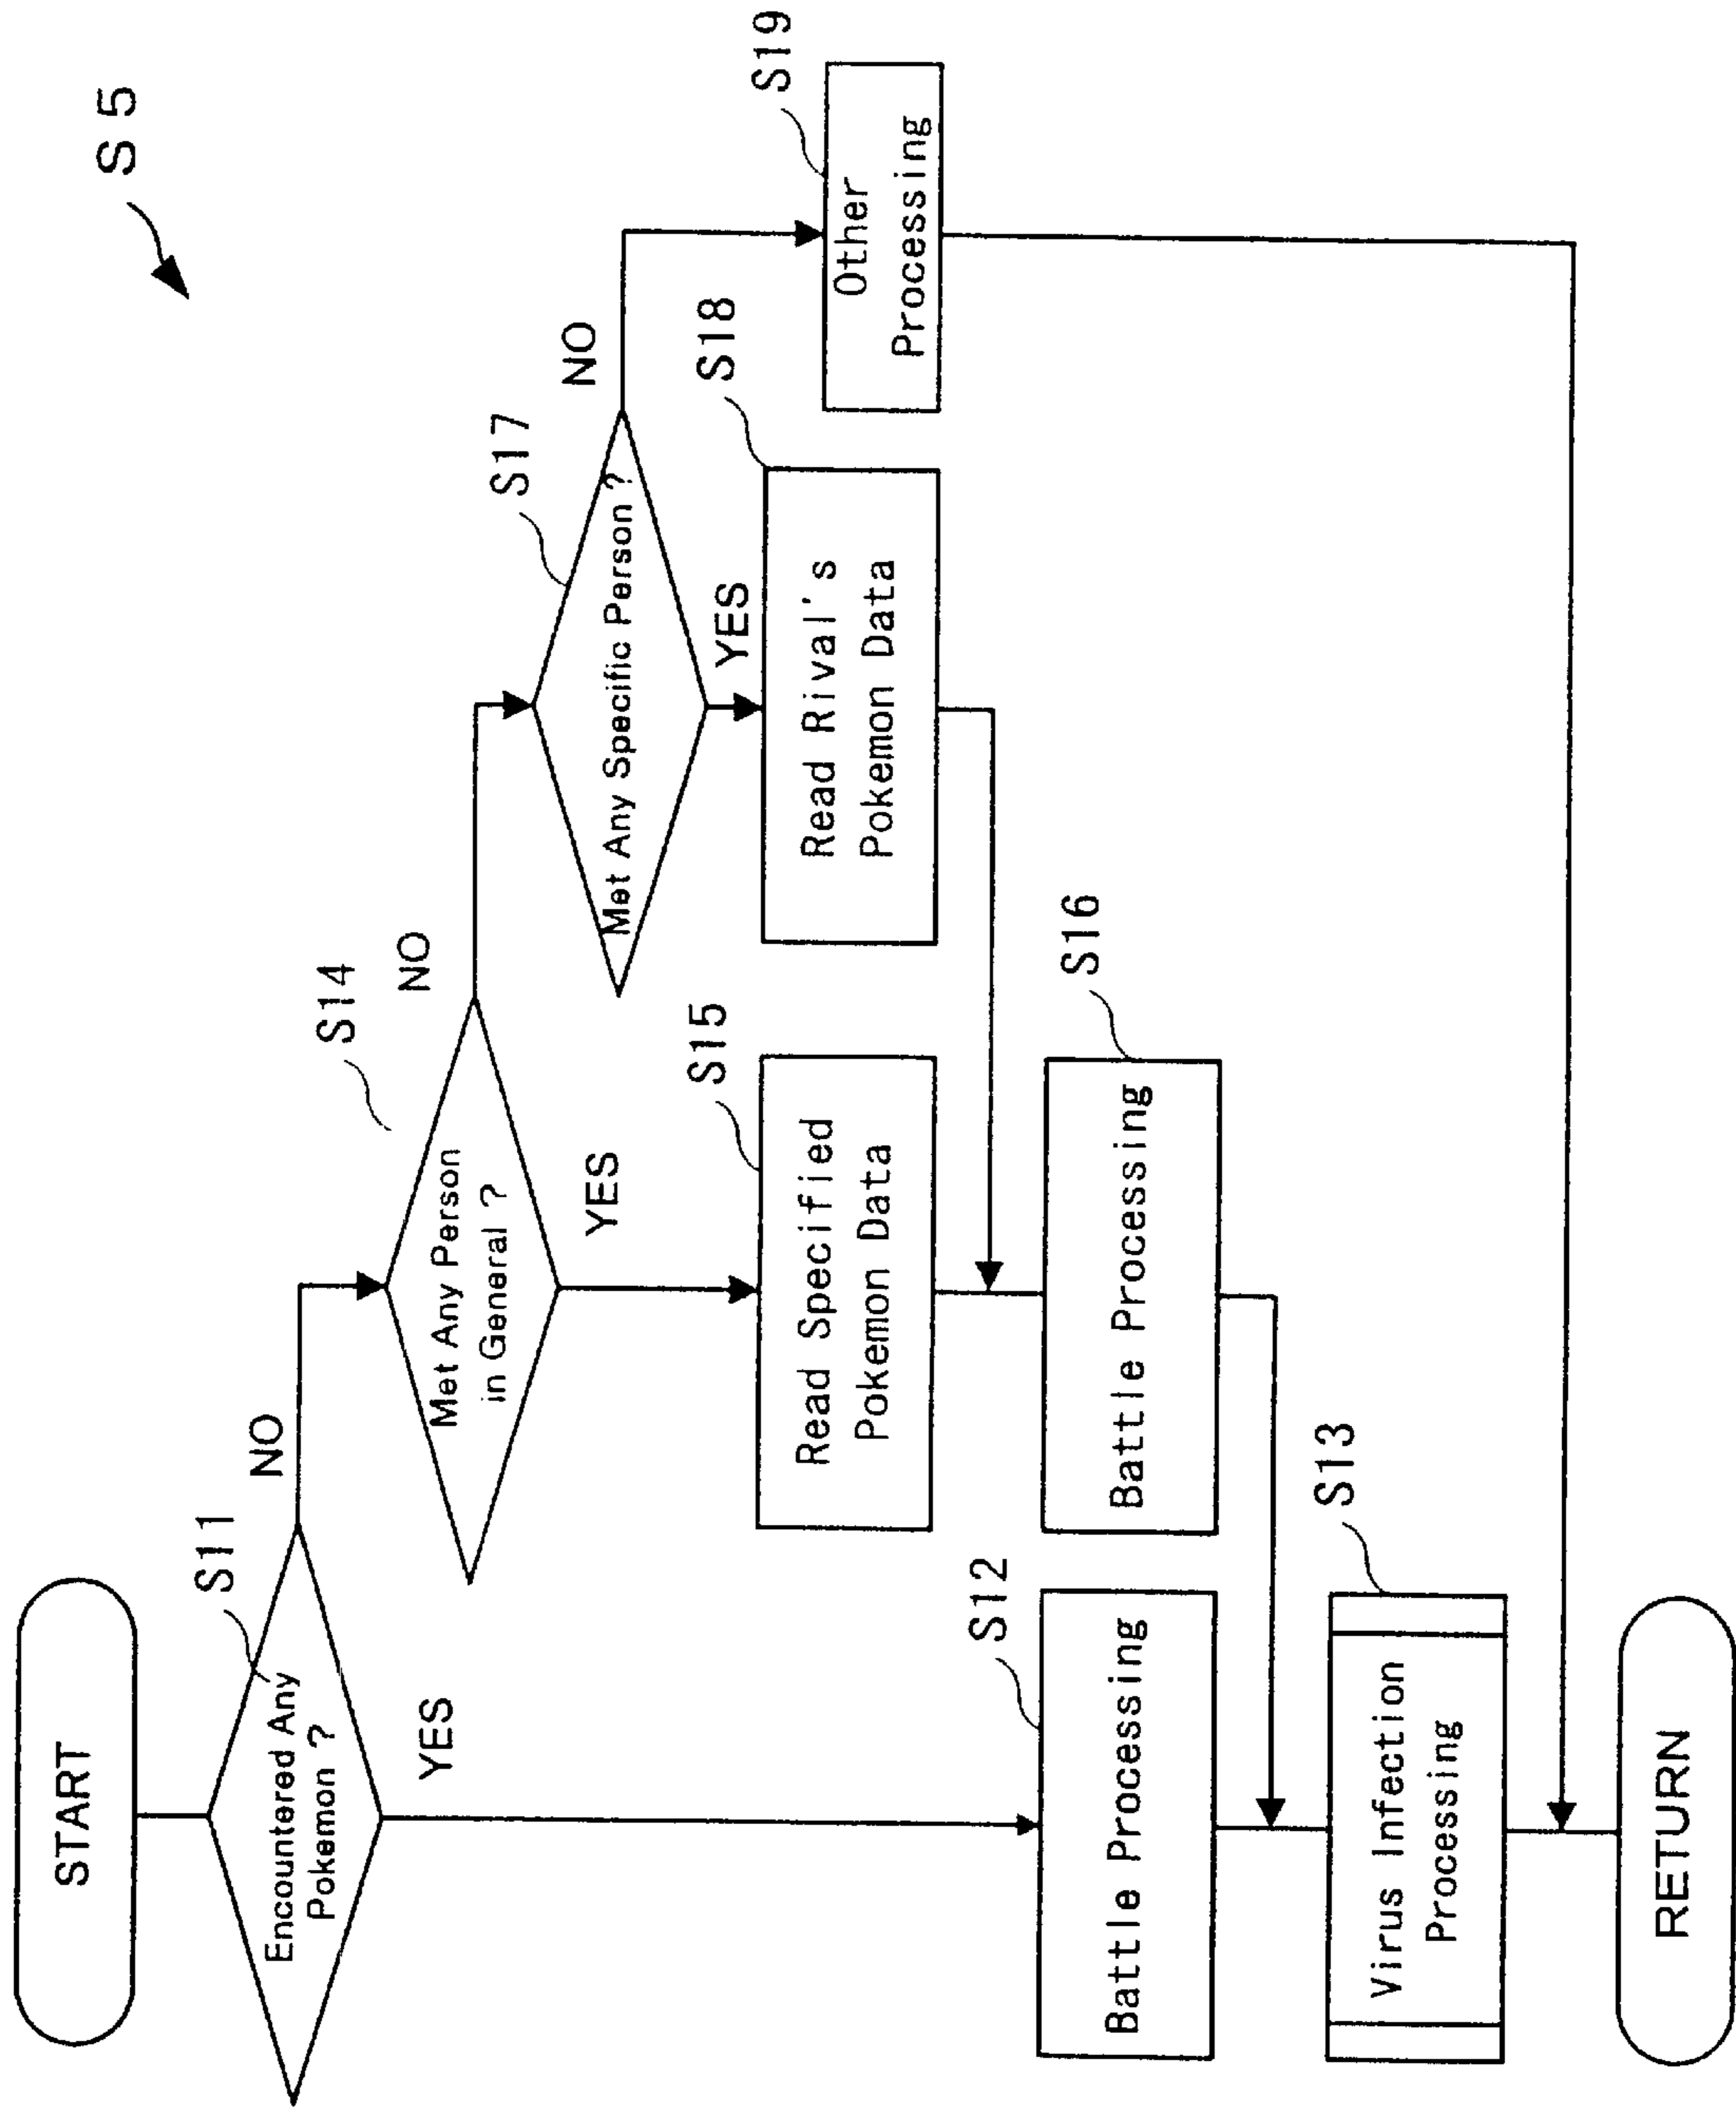 S 5
START
S11
Encountered Any
Pokemon ?
NO
YES
S14
Met Any Person
in General ?
NO
YES
S17
Met Any Specific Person ?
NO
YES
S12
Battle Processing
S15
Read Specified
Pokemon Data
S18
Read Rival's
Pokemon Data
S19
Other
Processing
S16
Battle Processing
S13
Virus Infection
Processing
RETURN